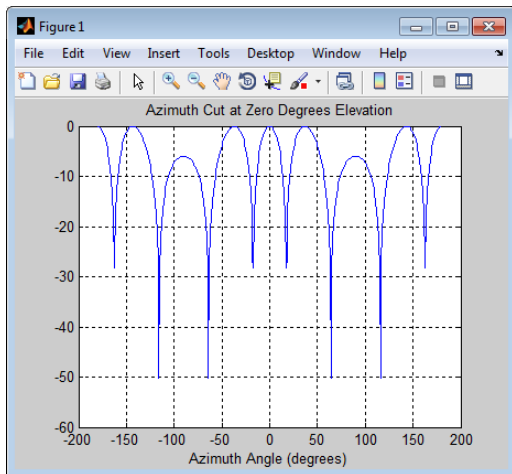 Figure 1
File Edit View Insert Tools Desktop Window Help
Azimuth Cut at Zero Degrees Elevation
0
-10
-20
-30
-40
-50
-60
-200 -150 -100 -50 0 50 100 150 200
Azimuth Angle (degrees)